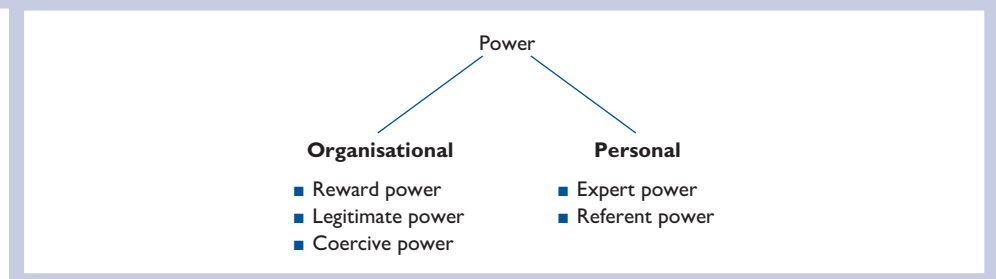 Power
Organisational
■ Reward power
■ Legitimate power
■ Coercive power
Personal
■ Expert power
■ Referent power